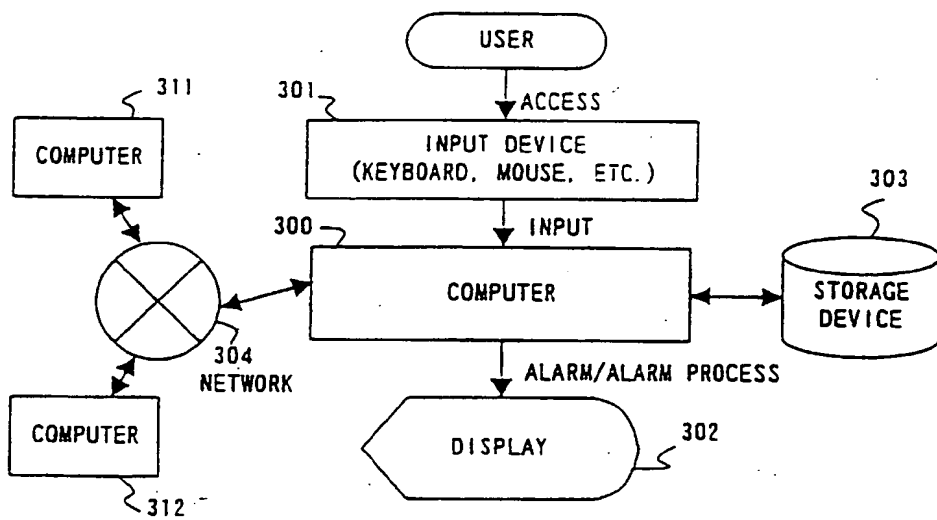 USER
311
301
ACCESS
COMPUTER
INPUT DEVICE
(KEYBOARD, MOUSE, ETC.)
303
300
INPUT
COMPUTER
STORAGE
DEVICE
304
NETWORK
ALARM/ALARM PROCESS
COMPUTER
DISPLAY
302
312